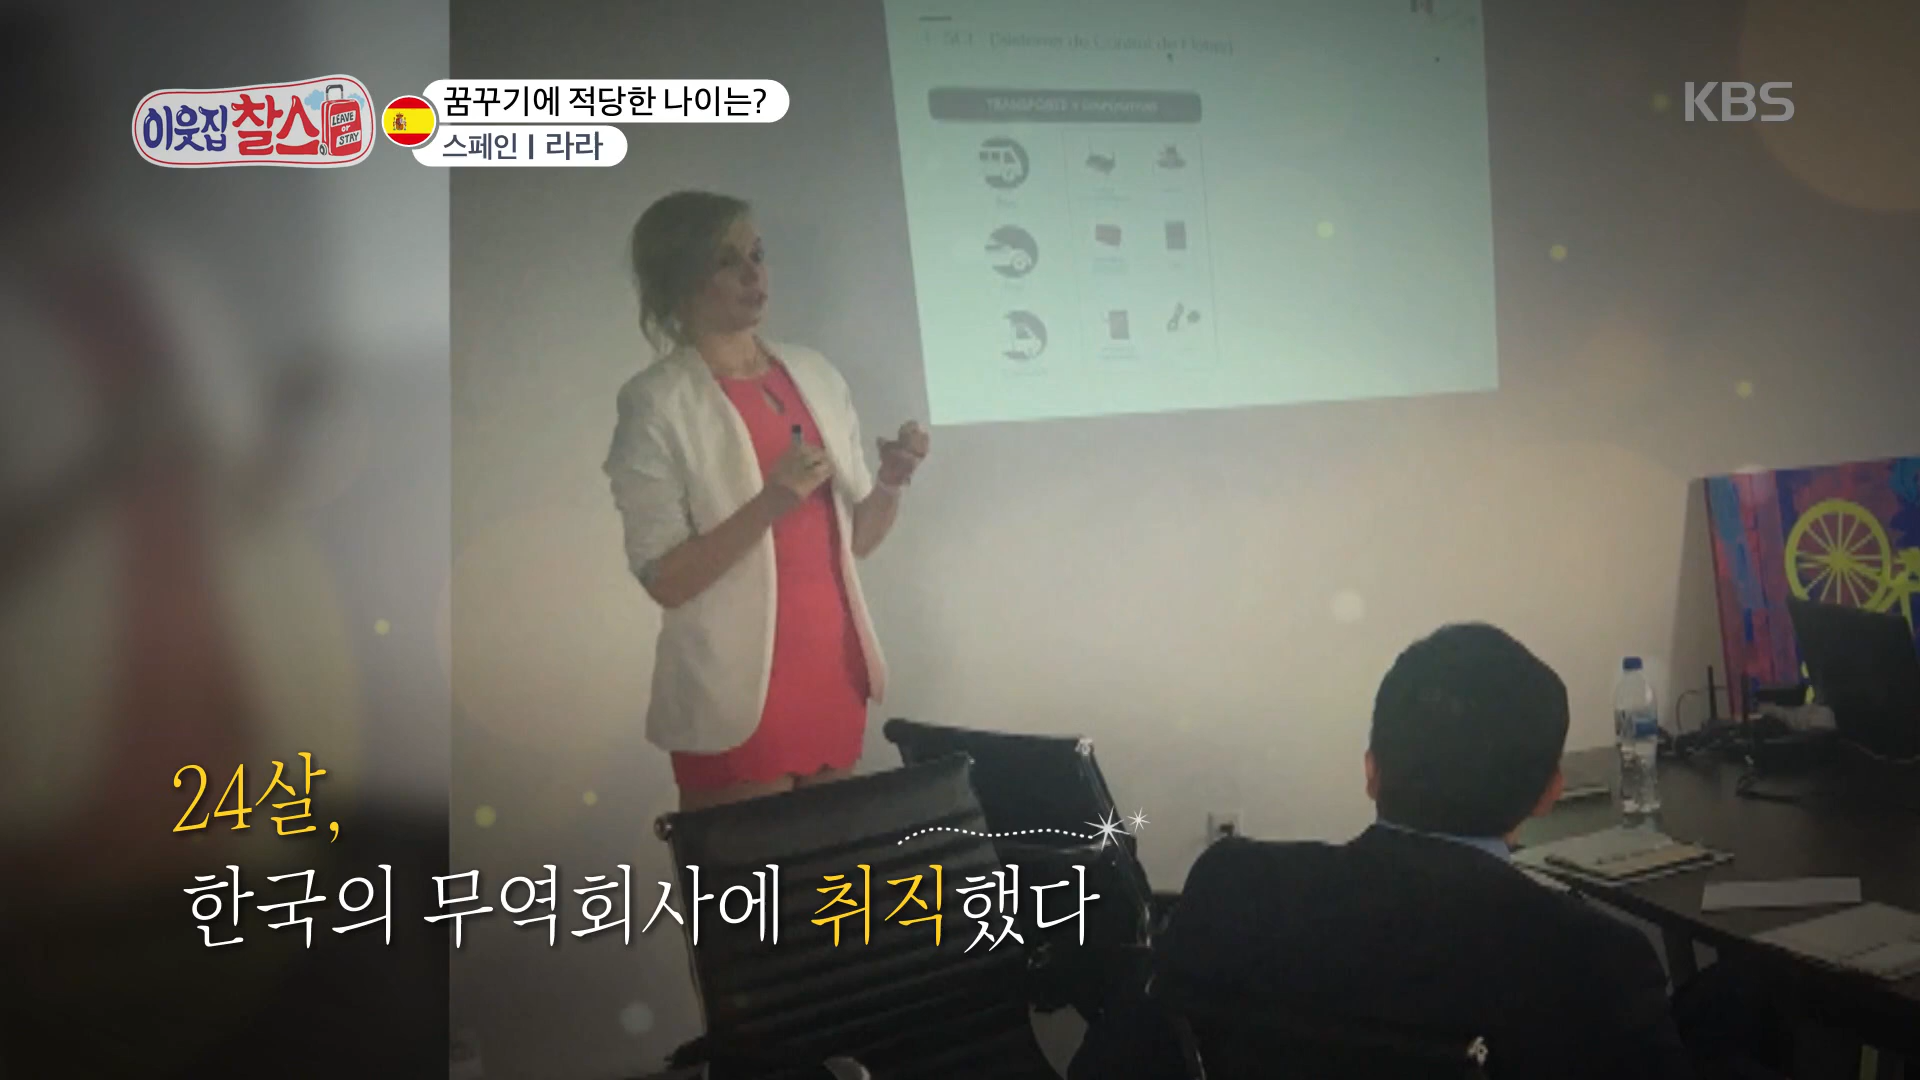 이웃집 찰스
LEAVE
or
STAY
꿈꾸기에 적당한 나이는?
스페인 | 라라
KBS
TRANSPORTE Y DISPOSITIVOS
24살,
한국의 무역회사에 취직했다